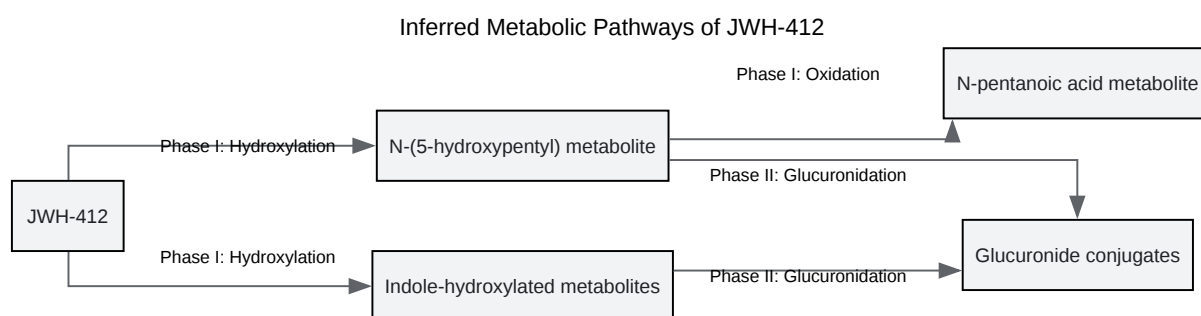 Inferred Metabolic Pathways of JWH-412
Phase I: Oxidation
N-pentanoic acid metabolite
Phase I: Hydroxylation
N-(5-hydroxypentyl) metabolite
Phase II: Glucuronidation
JWH-412
Phase I: Hydroxylation
Indole-hydroxylated metabolites
Phase II: Glucuronidation
Glucuronide conjugates